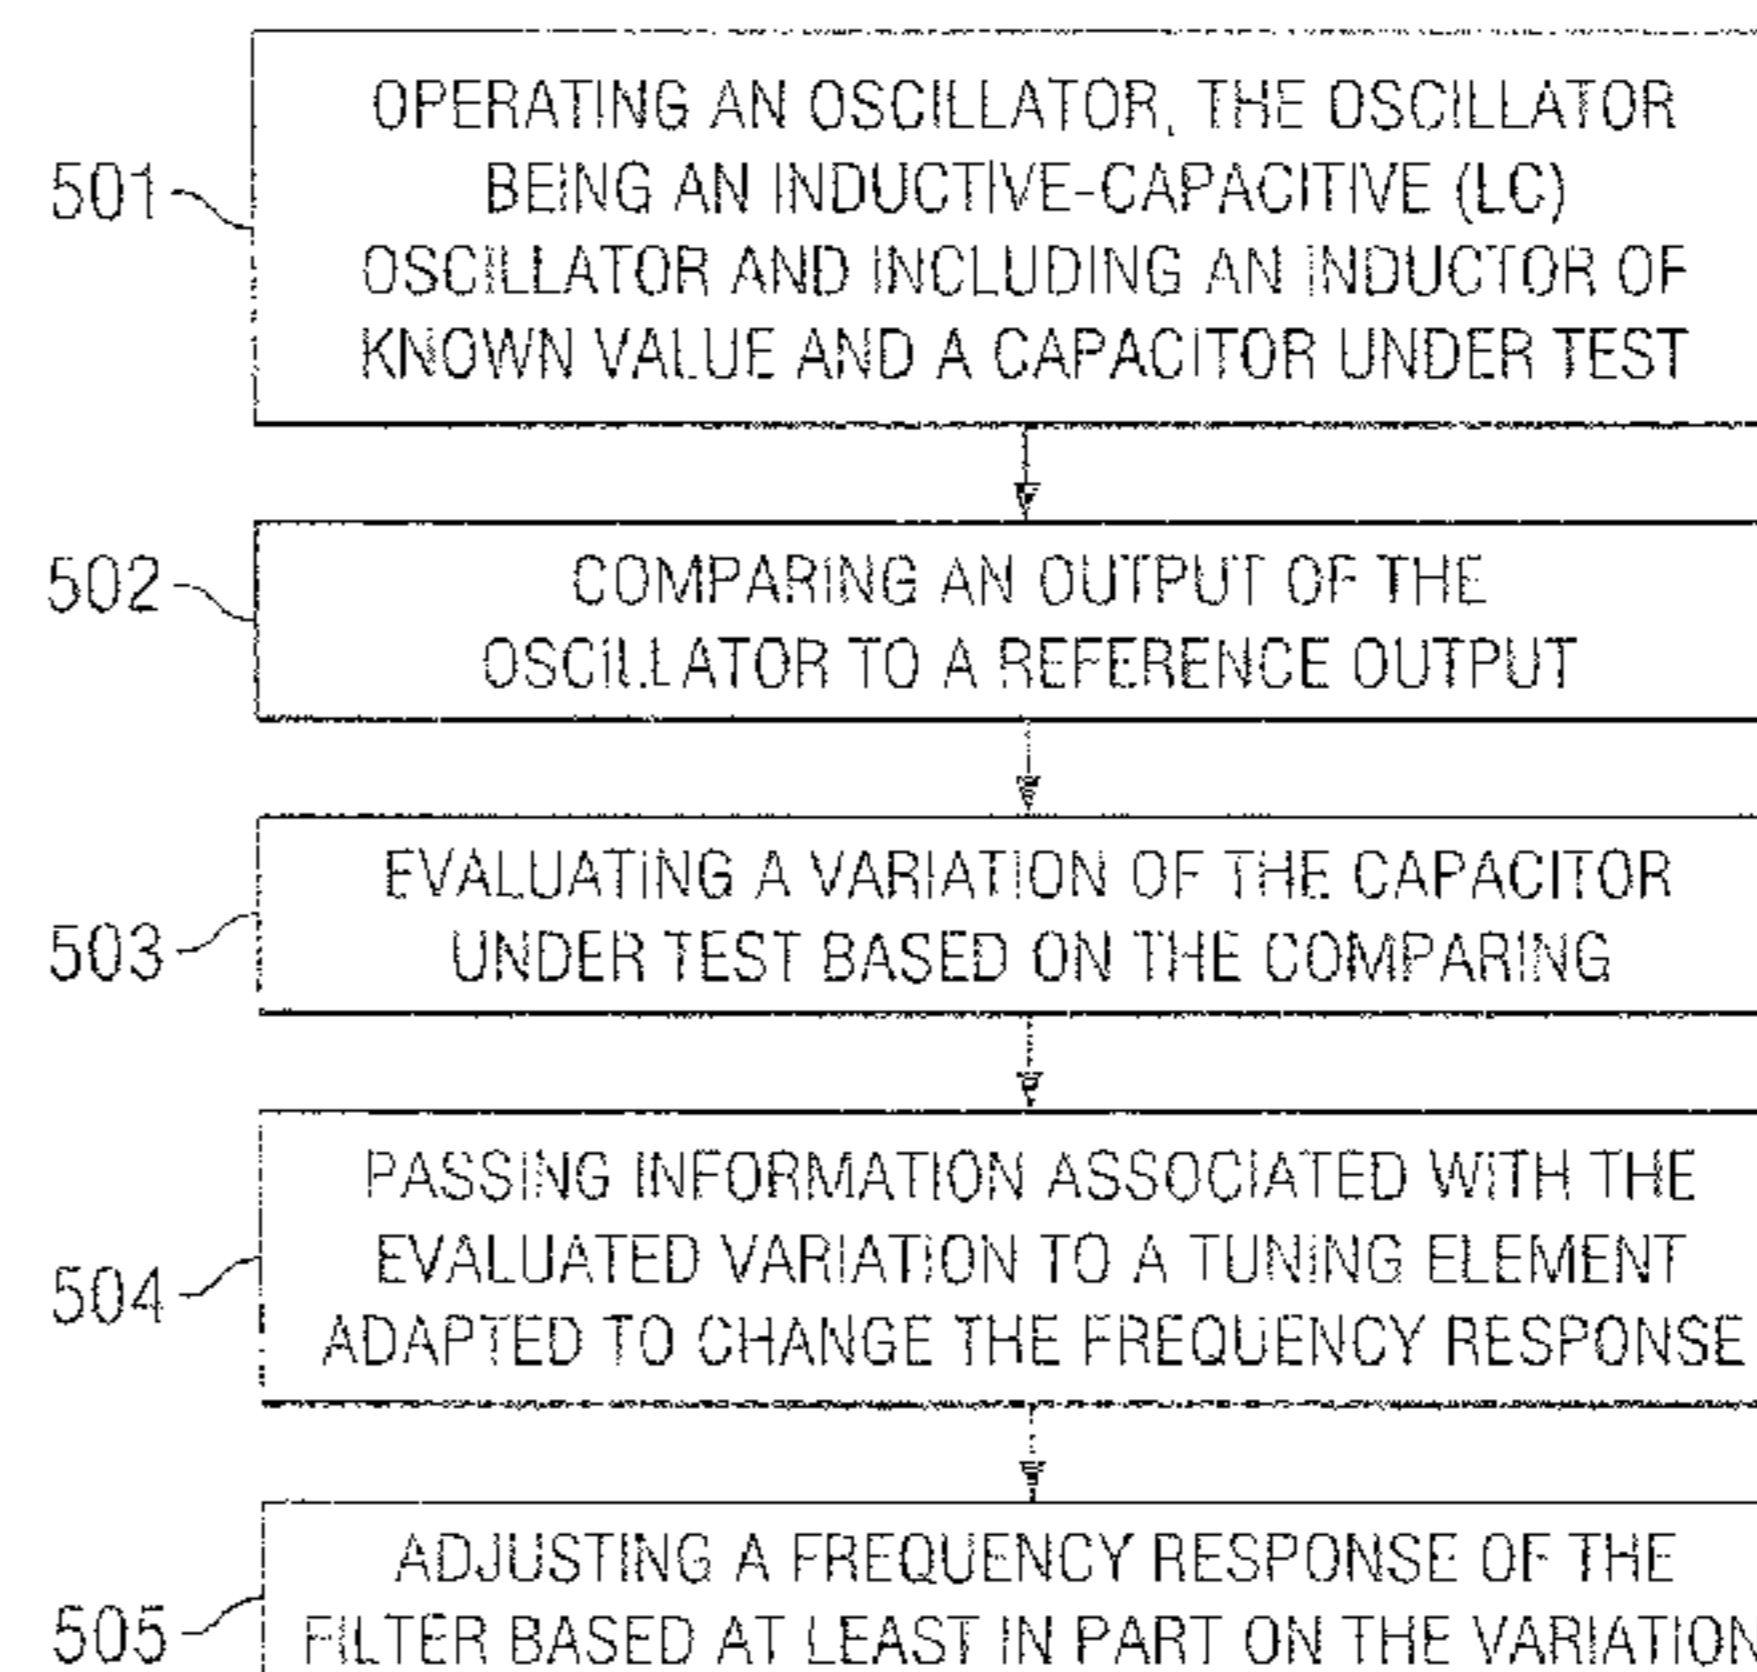 501
OPERATING AN OSCILLATOR, THE OSCILLATOR
BEING AN INDUCTIVE-CAPACITIVE (LC)
OSCILLATOR AND INCLUDING AN INDUCTOR OF
KNOWN VALUE AND A CAPACITOR UNDER TEST
502
COMPARING AN OUTPUT OF THE
OSCILLATOR TO A REFERENCE OUTPUT
503
EVALUATING A VARIATION OF THE CAPACITOR
UNDER TEST BASED ON THE COMPARING
504
PASSING INFORMATION ASSOCIATED WITH THE
EVALUATED VARIATION TO A TUNING ELEMENT
ADAPTED TO CHANGE THE FREQUENCY RESPONSE
505
ADJUSTING A FREQUENCY RESPONSE OF THE
FILTER BASED AT LEAST IN PART ON THE VARIATION